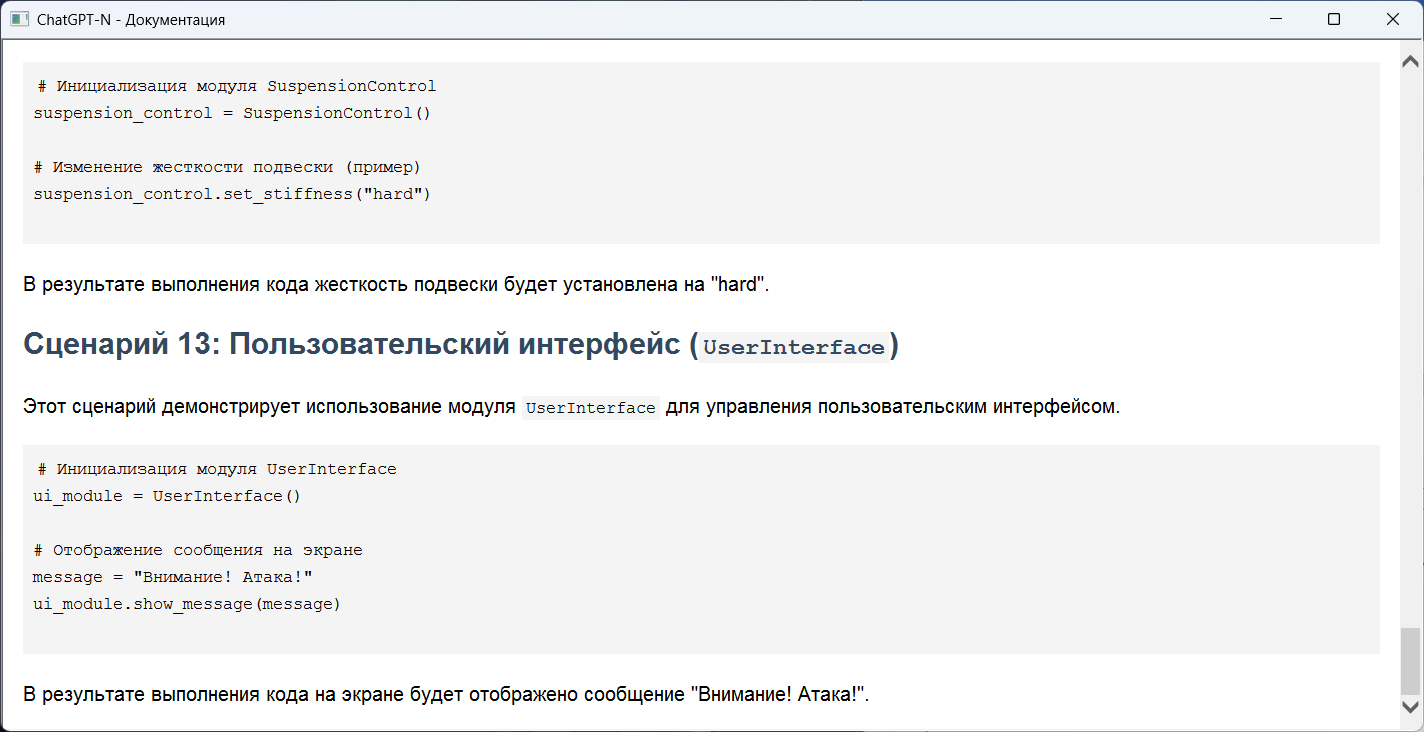 ChatGPT-N - Документация
# Инициализация модуля SuspensionControl
suspension_control = SuspensionControl()
# Изменение жесткости подвески (пример)
suspension_control.set_stiffness("hard")
В результате выполнения кода жесткость подвески будет установлена на "hard".
Сценарий 13: Пользовательский интерфейс (UserInterface)
Этот сценарий демонстрирует использование модуля UserInterface для управления пользовательским интерфейсом.
# Инициализация модуля UserInterface
ui_module = UserInterface()
# Отображение сообщения на экране
message = "Внимание! Атака!"
ui_module.show_message(message)
В результате выполнения кода на экране будет отображено сообщение "Внимание! Атака!".